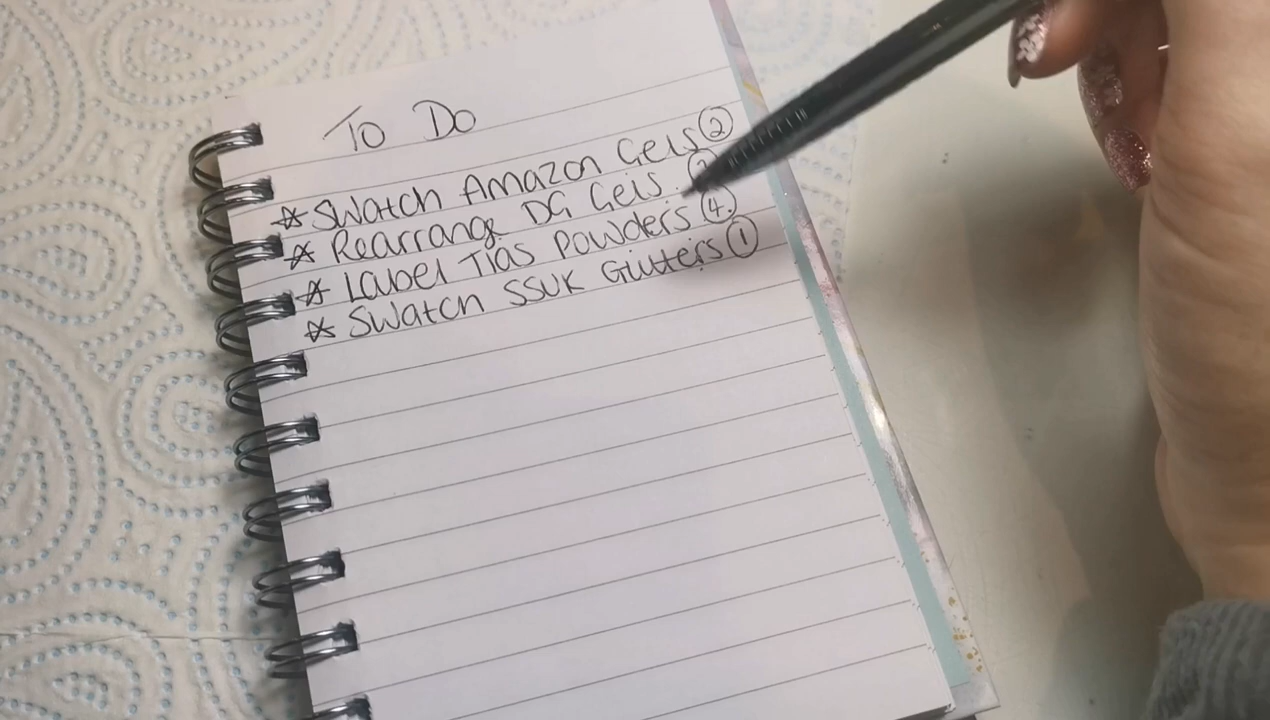 To Do
☆ Swatch Amazon Gels ②
☆ Rearrange DG Gels.
☆ Label Tias Powders ④
☆ Swatch SSUK Glitters ①